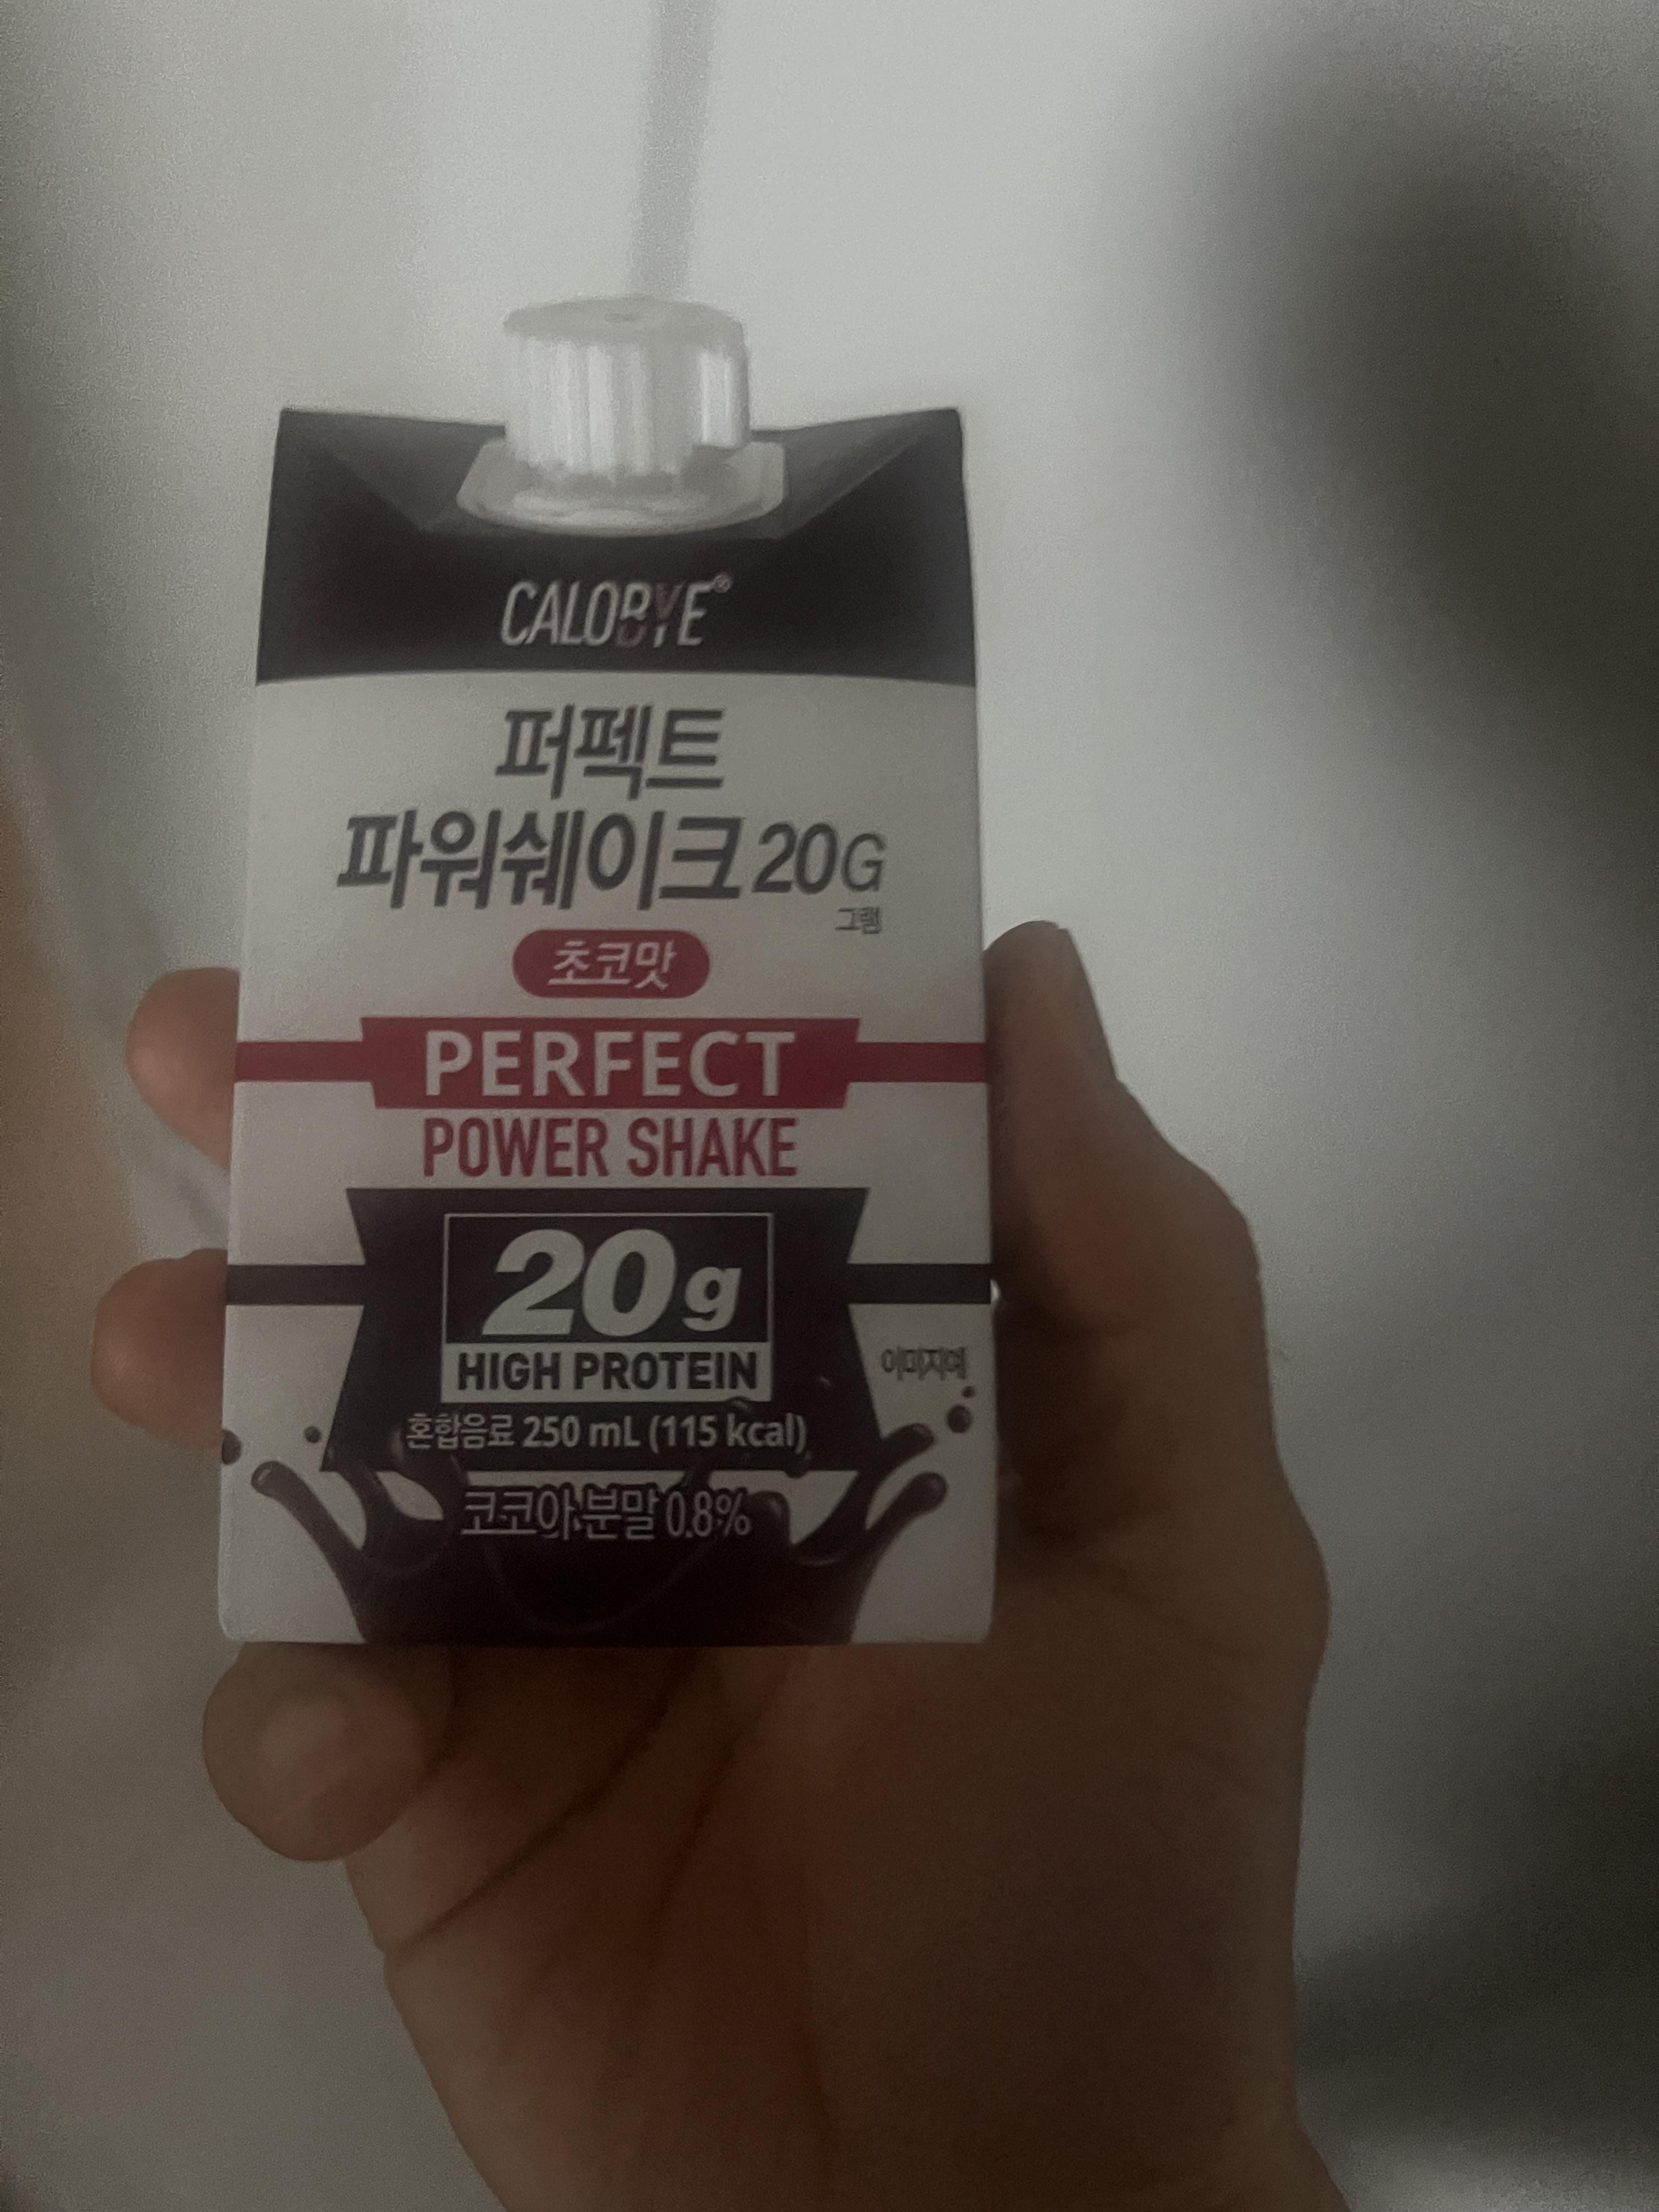 CALOBYE®
퍼펙트
파워쉐이크 20G
그램
초코맛
PERFECT
POWER SHAKE
20g
HIGH PROTEIN
이미지예
혼합음료 250 mL (115 kcal)
코코아분말 0.8%